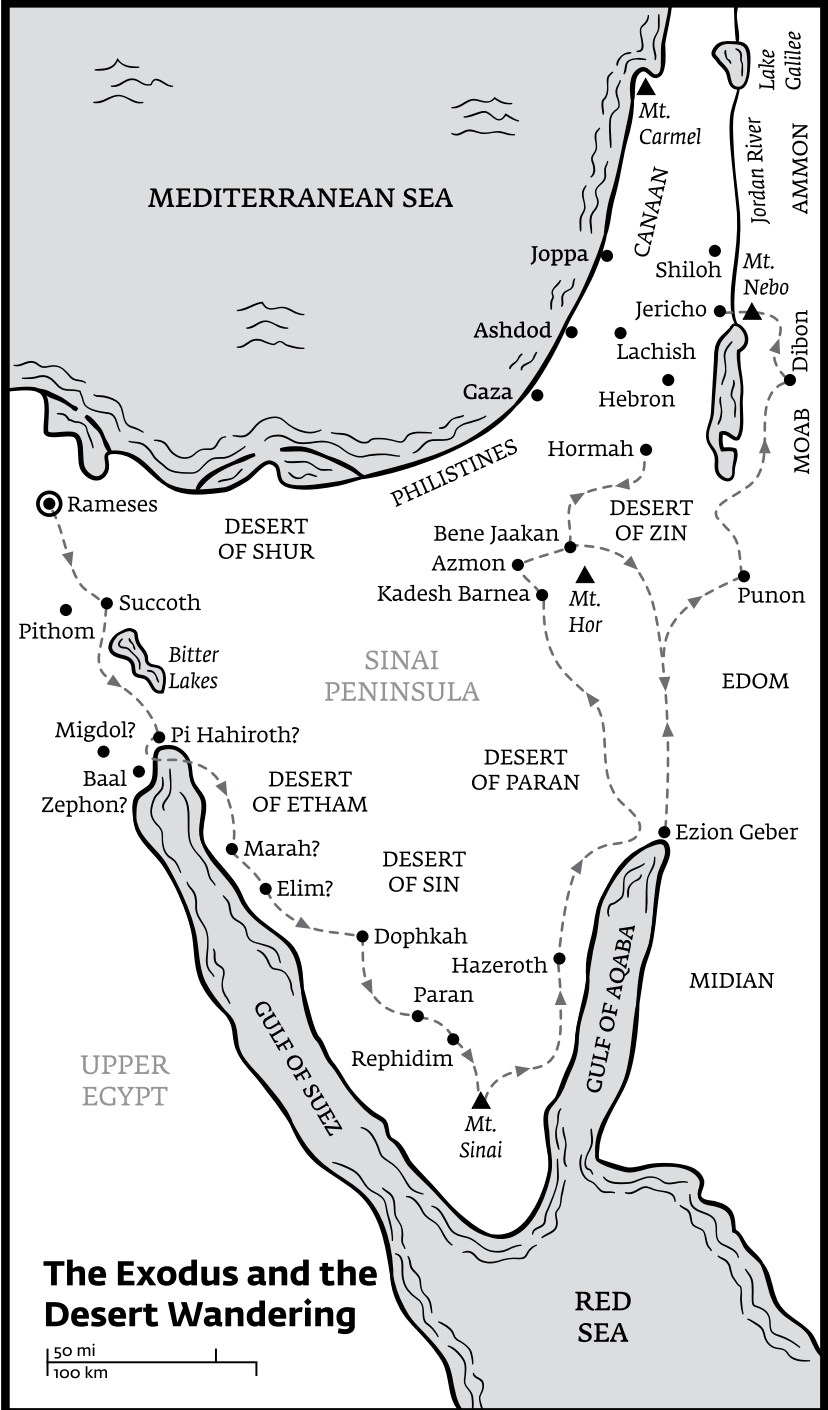 Lake
Galilee
Mt.
Carmel
Jordan River
AMMON
MEDITERRANEAN SEA
CANAAN
Joppa
Shiloh
Mt.
Nebo
Jericho
Ashdod
Lachish
Dibon
Gaza
Hebron
MOAB
Hormah
PHILISTINES
Rameses
DESERT
OF SHUR
DESERT
OF ZIN
Bene Jaakan
Azmon
Kadesh Barnea
Mt.
Hor
Punon
Succoth
Pithom
Bitter
Lakes
SINAI
PENINSULA
EDOM
Migdol?
Pi Hahiroth?
Baal
Zephon?
DESERT
OF ETHAM
DESERT
OF PARAN
Ezion Geber
Marah?
DESERT
OF SIN
Elim?
Dophkah
Hazeroth
GULF OF AQABA
MIDIAN
Paran
Rephidim
GULF OF SUEZ
UPPER
EGYPT
Mt.
Sinai
The Exodus and the
Desert Wandering
RED
SEA
50 mi
100 km